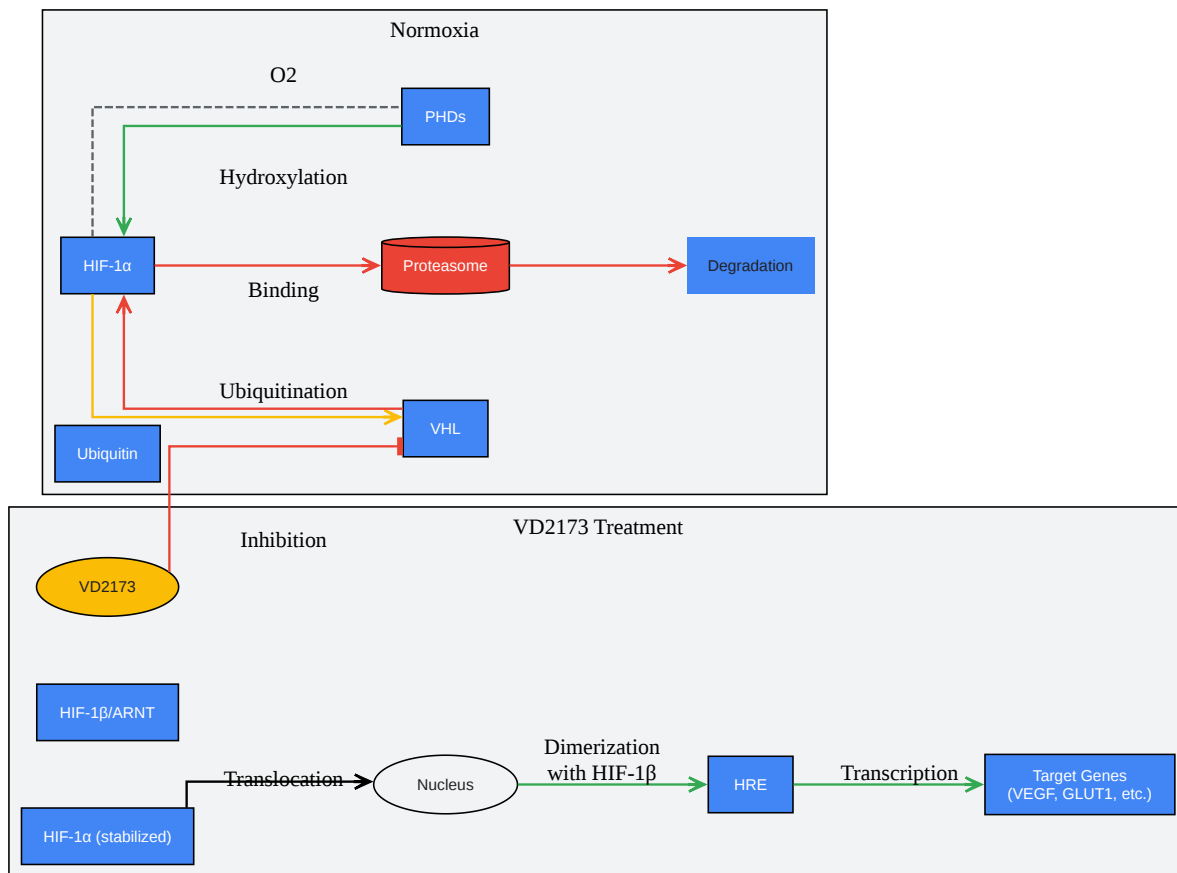 Normoxia
O2
PHDs
Hydroxylation
HIF-1α
Proteasome
Degradation
Binding
Ubiquitination
VHL
Ubiquitin
VD2173 Treatment
Inhibition
VD2173
HIF-1β/ARNT
Dimerization
with HIF-1β
Translocation
Nucleus
HRE
Transcription
Target Genes
(VEGF, GLUT1, etc.)
HIF-1α (stabilized)